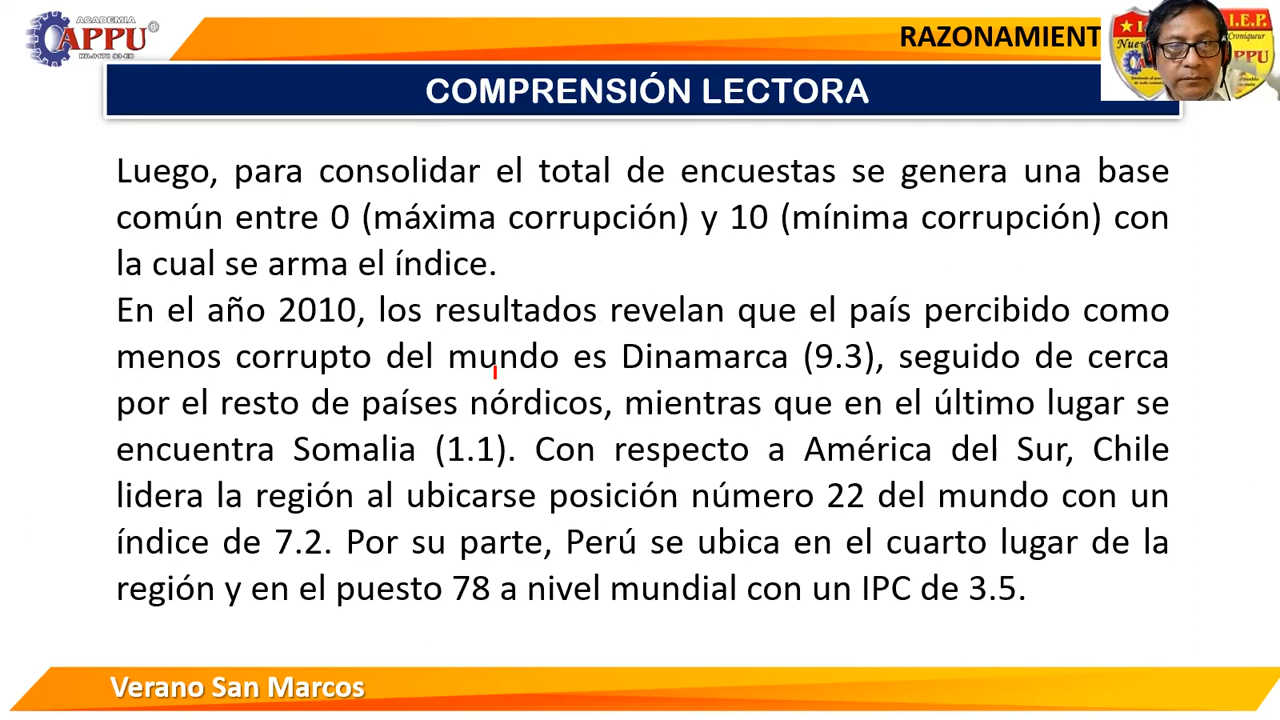 ACADEMIA
APPU®
RD.0178 93-ED
RAZONAMIENT
I.E.P.
Croniqueur
COMPRENSIÓN LECTORA
Luego, para consolidar el total de encuestas se genera una base
común entre 0 (máxima corrupción) y 10 (mínima corrupción) con
la cual se arma el índice.
En el año 2010, los resultados revelan que el país percibido como
menos corrupto del mundo es Dinamarca (9.3), seguido de cerca
por el resto de países nórdicos, mientras que en el último lugar se
encuentra Somalia (1.1). Con respecto a América del Sur, Chile
lidera la región al ubicarse posición número 22 del mundo con un
índice de 7.2. Por su parte, Perú se ubica en el cuarto lugar de la
región y en el puesto 78 a nivel mundial con un IPC de 3.5.
Verano San Marcos